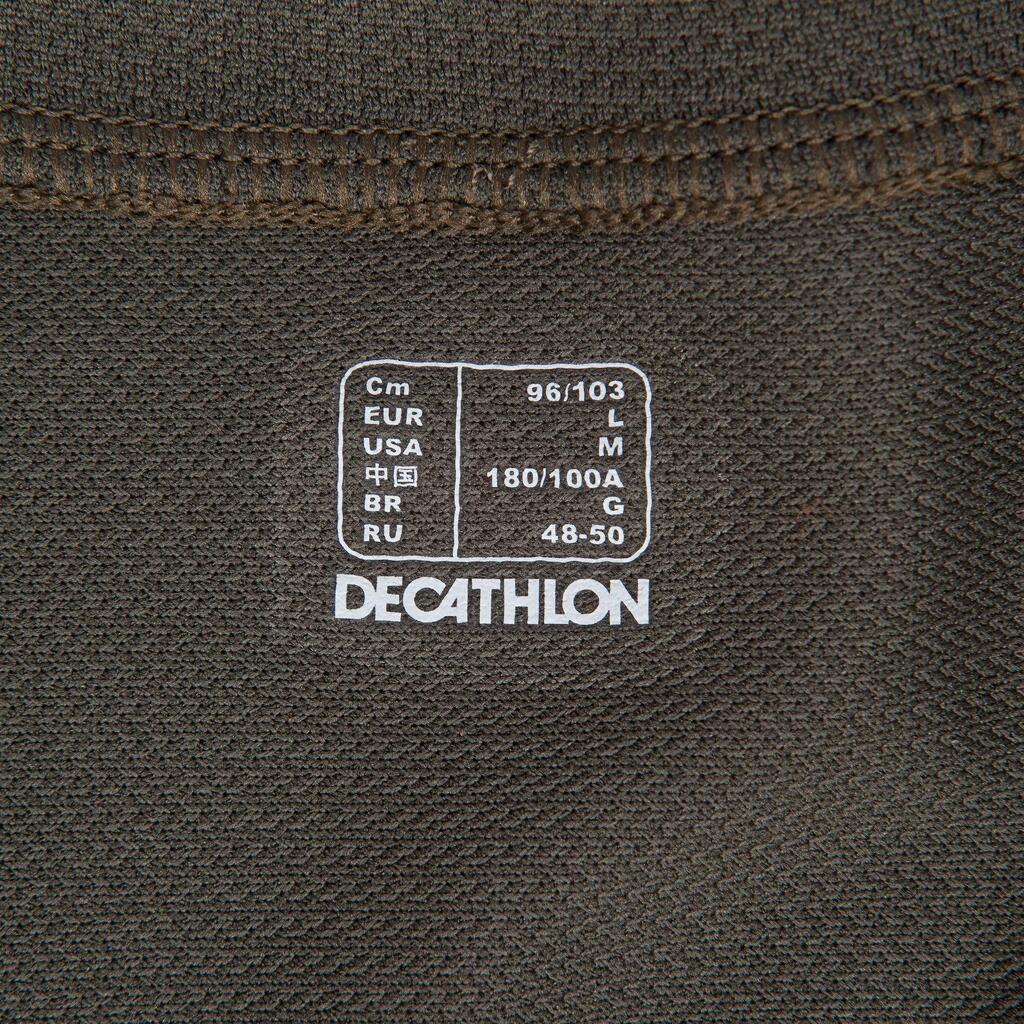 Cm 96/103
EUR L
USA M
中国 180/100A
BR G
RU 48-50
DECATHLON